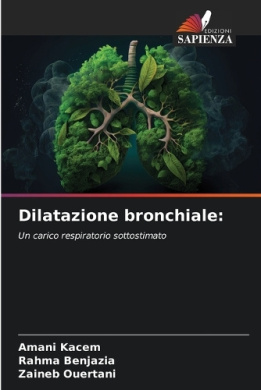 EDIZIONI
SAPIENZA
Dilatazione bronchiale:
Un carico respiratorio sottostimato
Amani Kacem
Rahma Benjazia
Zaineb Ouertani